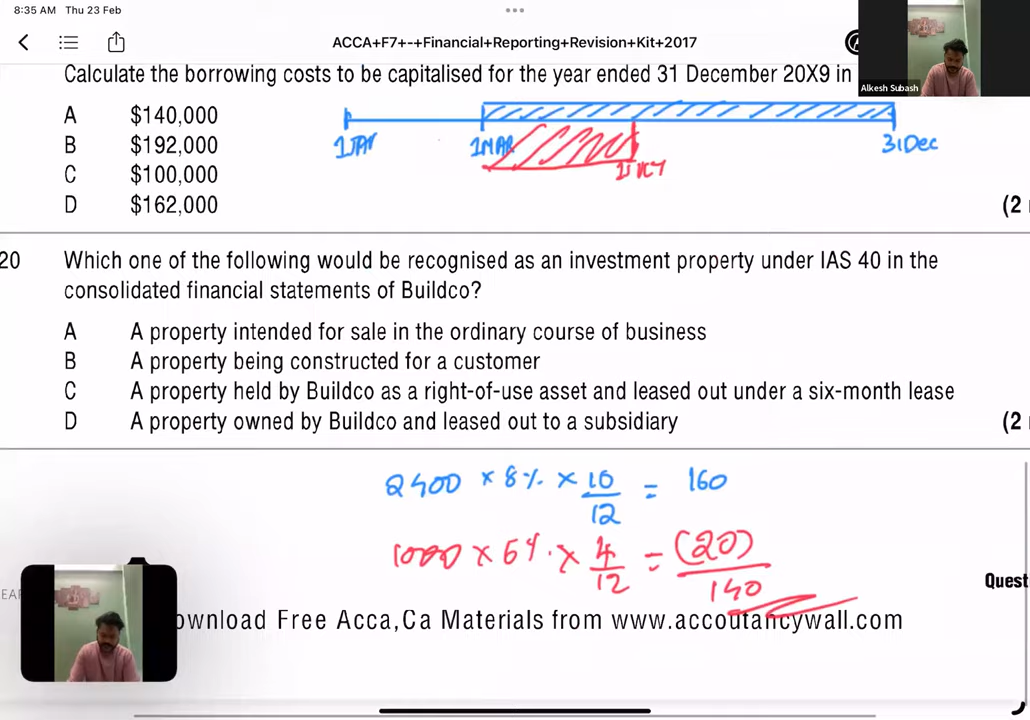 8:35 AM Thu 23 Feb
ACCA+F7+-+Financial+Reporting+Revision+Kit+2017
Alkesh Subash
Calculate the borrowing costs to be capitalised for the year ended 31 December 20X9 in
A $140,000
B $192,000
C $100,000
D $162,000
1 JAN 1 MAR 31 Dec
(2
20 Which one of the following would be recognised as an investment property under IAS 40 in the
consolidated financial statements of Buildco?
A A property intended for sale in the ordinary course of business
B A property being constructed for a customer
C A property held by Buildco as a right-of-use asset and leased out under a six-month lease
D A property owned by Buildco and leased out to a subsidiary
(2
2400 × 8% × 10/12 = 160
1000 × 6% × 4/12 = (20)
140
Quest
ownload Free Acca,Ca Materials from www.accoutancywall.com